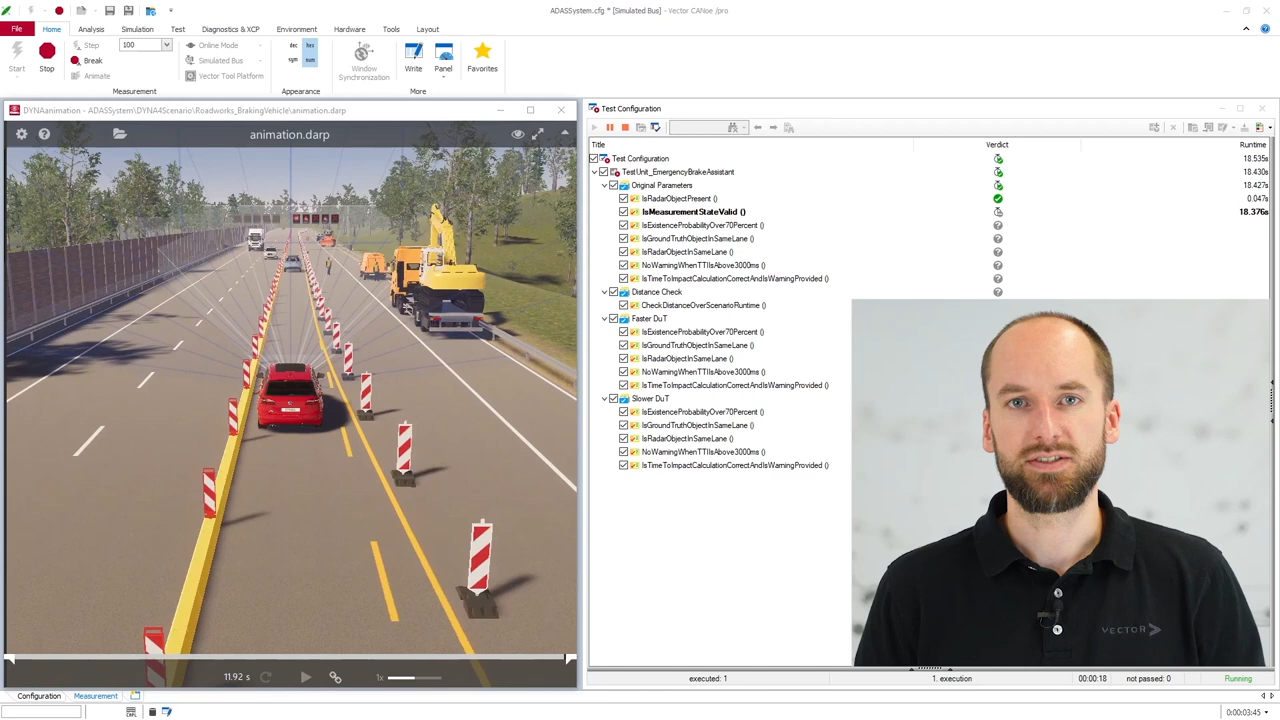 ADASSystem.cfg * [Simulated Bus] - Vector CANoe /pro
File Home Analysis Simulation Test Diagnostics & XCP Environment Hardware Tools Layout
Start
Stop
Step 100
Break
Animate
Online Mode
Simulated Bus
Vector Tool Platform
dec hex
sym num
Window Synchronization
Write
Panel
Favorites
Measurement
Appearance
More
DYNAanimation - ADASSystem\DYNA4Scenario\Roadworks_BrakingVehicle\animation.darp
animation.darp
11.92 s
1x
Test Configuration
Title Verdict Runtime
Test Configuration 18.535s
TestUnit_EmergencyBrakeAssistant 18.430s
Original Parameters 18.427s
IsRadarObjectPresent () 0.047s
IsMeasurementStateValid () 18.376s
IsExistenceProbabilityOver70Percent ()
IsGroundTruthObjectInSameLane ()
IsRadarObjectInSameLane ()
NoWarningWhenTTIIsAbove3000ms ()
IsTimeToImpactCalculationCorrectAndIsWarningProvided ()
Distance Check
CheckDistanceOverScenarioRuntime ()
Faster DuT
IsExistenceProbabilityOver70Percent ()
IsGroundTruthObjectInSameLane ()
IsRadarObjectInSameLane ()
NoWarningWhenTTIIsAbove3000ms ()
IsTimeToImpactCalculationCorrectAndIsWarningProvided ()
Slower DuT
IsExistenceProbabilityOver70Percent ()
IsGroundTruthObjectInSameLane ()
IsRadarObjectInSameLane ()
NoWarningWhenTTIIsAbove3000ms ()
IsTimeToImpactCalculationCorrectAndIsWarningProvided ()
VECTOR
executed: 1 1. execution 00:00:18 not passed: 0 Running
Configuration Measurement
0:00:03:45